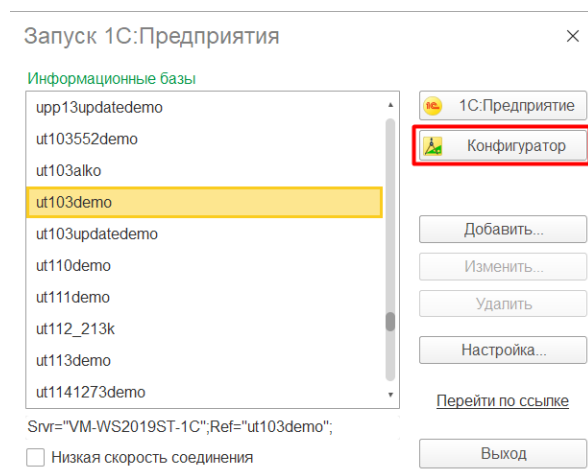 Запуск 1С:Предприятия
Информационные базы
upp13updatedemo
ut103552demo
ut103alko
ut103demo
ut103updatedemo
ut110demo
ut111demo
ut112_213k
ut113demo
ut1141273demo
1С:Предприятие
Конфигуратор
Добавить...
Изменить...
Удалить
Настройка...
Перейти по ссылке
Srvr="VM-WS2019ST-1C";Ref="ut103demo";
Низкая скорость соединения
Выход